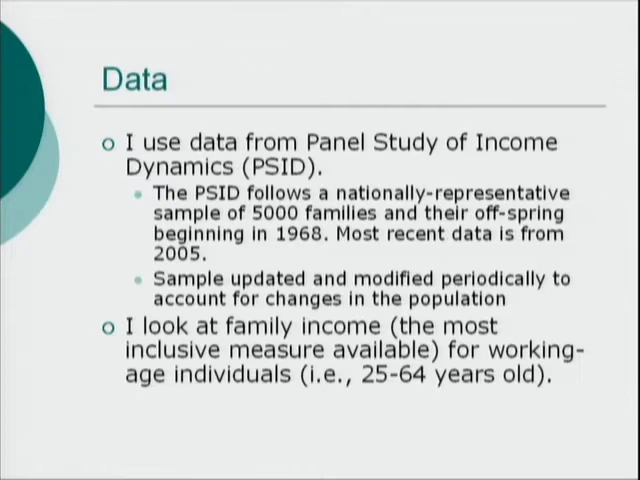 Data
I use data from Panel Study of Income
Dynamics (PSID).
The PSID follows a nationally-representative
sample of 5000 families and their off-spring
beginning in 1968. Most recent data is from
2005.
Sample updated and modified periodically to
account for changes in the population
I look at family income (the most
inclusive measure available) for working-
age individuals (i.e., 25-64 years old).